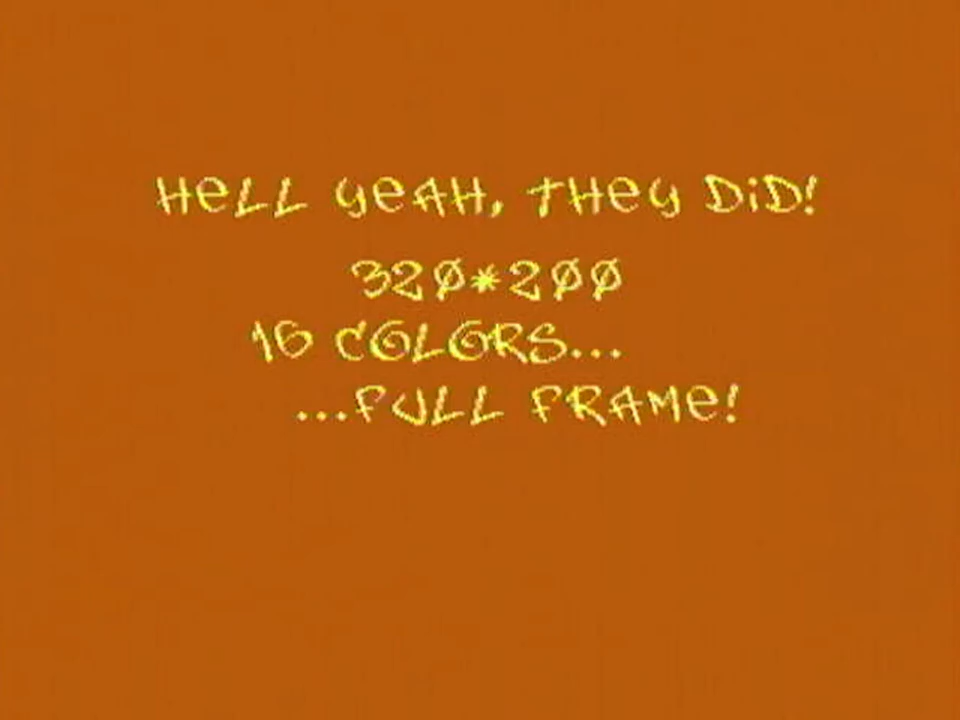 HeLL yeAH, THey DiD!
320*200
16 COLORS...
...FULL FRAMe!